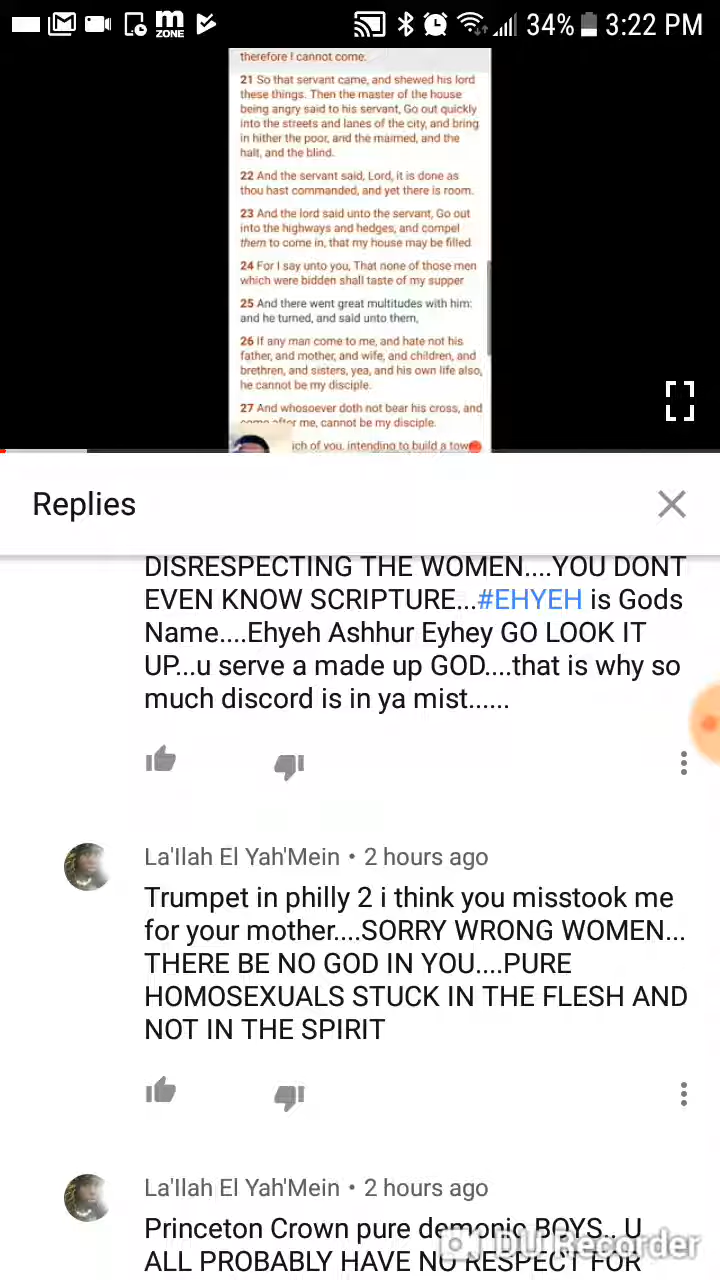 m
ZONE
34%
3:22 PM
therefore I cannot come.
21 So that servant came, and shewed his lord
these things. Then the master of the house
being angry said to his servant, Go out quickly
into the streets and lanes of the city, and bring
in hither the poor, and the maimed, and the
halt, and the blind.
22 And the servant said, Lord, it is done as
thou hast commanded, and yet there is room.
23 And the lord said unto the servant, Go out
into the highways and hedges, and compel
them to come in, that my house may be filled
24 For I say unto you, That none of those men
which were bidden shall taste of my supper
25 And there went great multitudes with him:
and he turned, and said unto them,
26 If any man come to me, and hate not his
father, and mother, and wife, and children, and
brethren, and sisters, yea, and his own life also,
he cannot be my disciple.
27 And whosoever doth not bear his cross, and
come after me, cannot be my disciple.
of you, intending to build a
Replies
DISRESPECTING THE WOMEN....YOU DONT
EVEN KNOW SCRIPTURE...#EHYEH is Gods
Name....Ehyeh Ashhur Eyhey GO LOOK IT
UP...u serve a made up GOD....that is why so
much discord is in ya mist......
La'Ilah El Yah'Mein • 2 hours ago
Trumpet in philly 2 i think you misstook me
for your mother....SORRY WRONG WOMEN...
THERE BE NO GOD IN YOU....PURE
HOMOSEXUALS STUCK IN THE FLESH AND
NOT IN THE SPIRIT
La'Ilah El Yah'Mein • 2 hours ago
Princeton Crown pure demonic BOYS.. U
ALL PROBABLY HAVE NO RESPECT FOR
DU Recorder